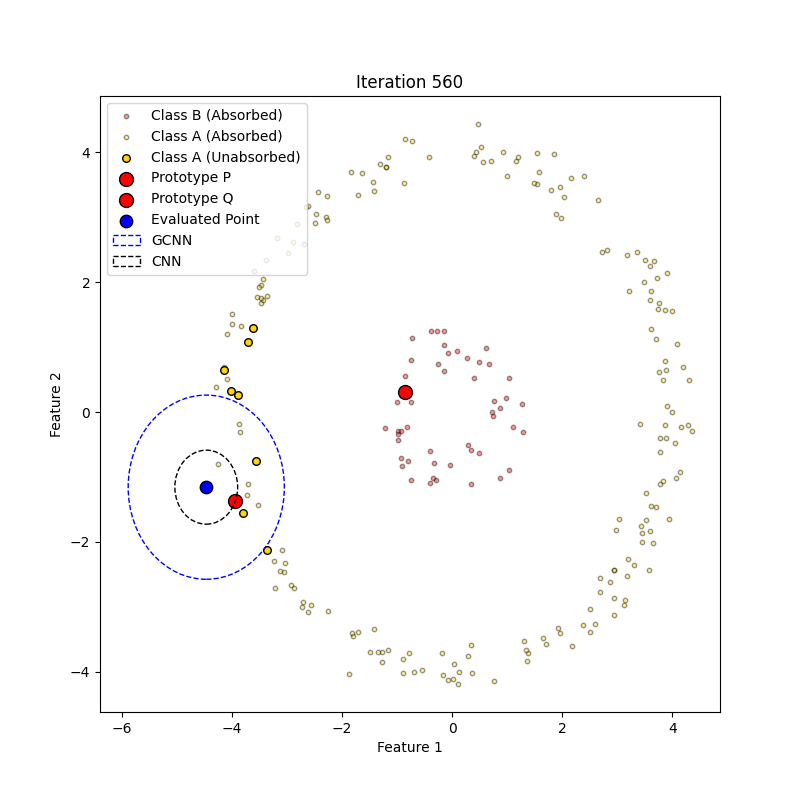 Iteration 560
Class B (Absorbed)
Class A (Absorbed)
Class A (Unabsorbed)
Prototype P
Prototype Q
Evaluated Point
GCNN
CNN
Feature 2
4
2
0
−2
−4
−6
−4
−2
0
2
4
Feature 1